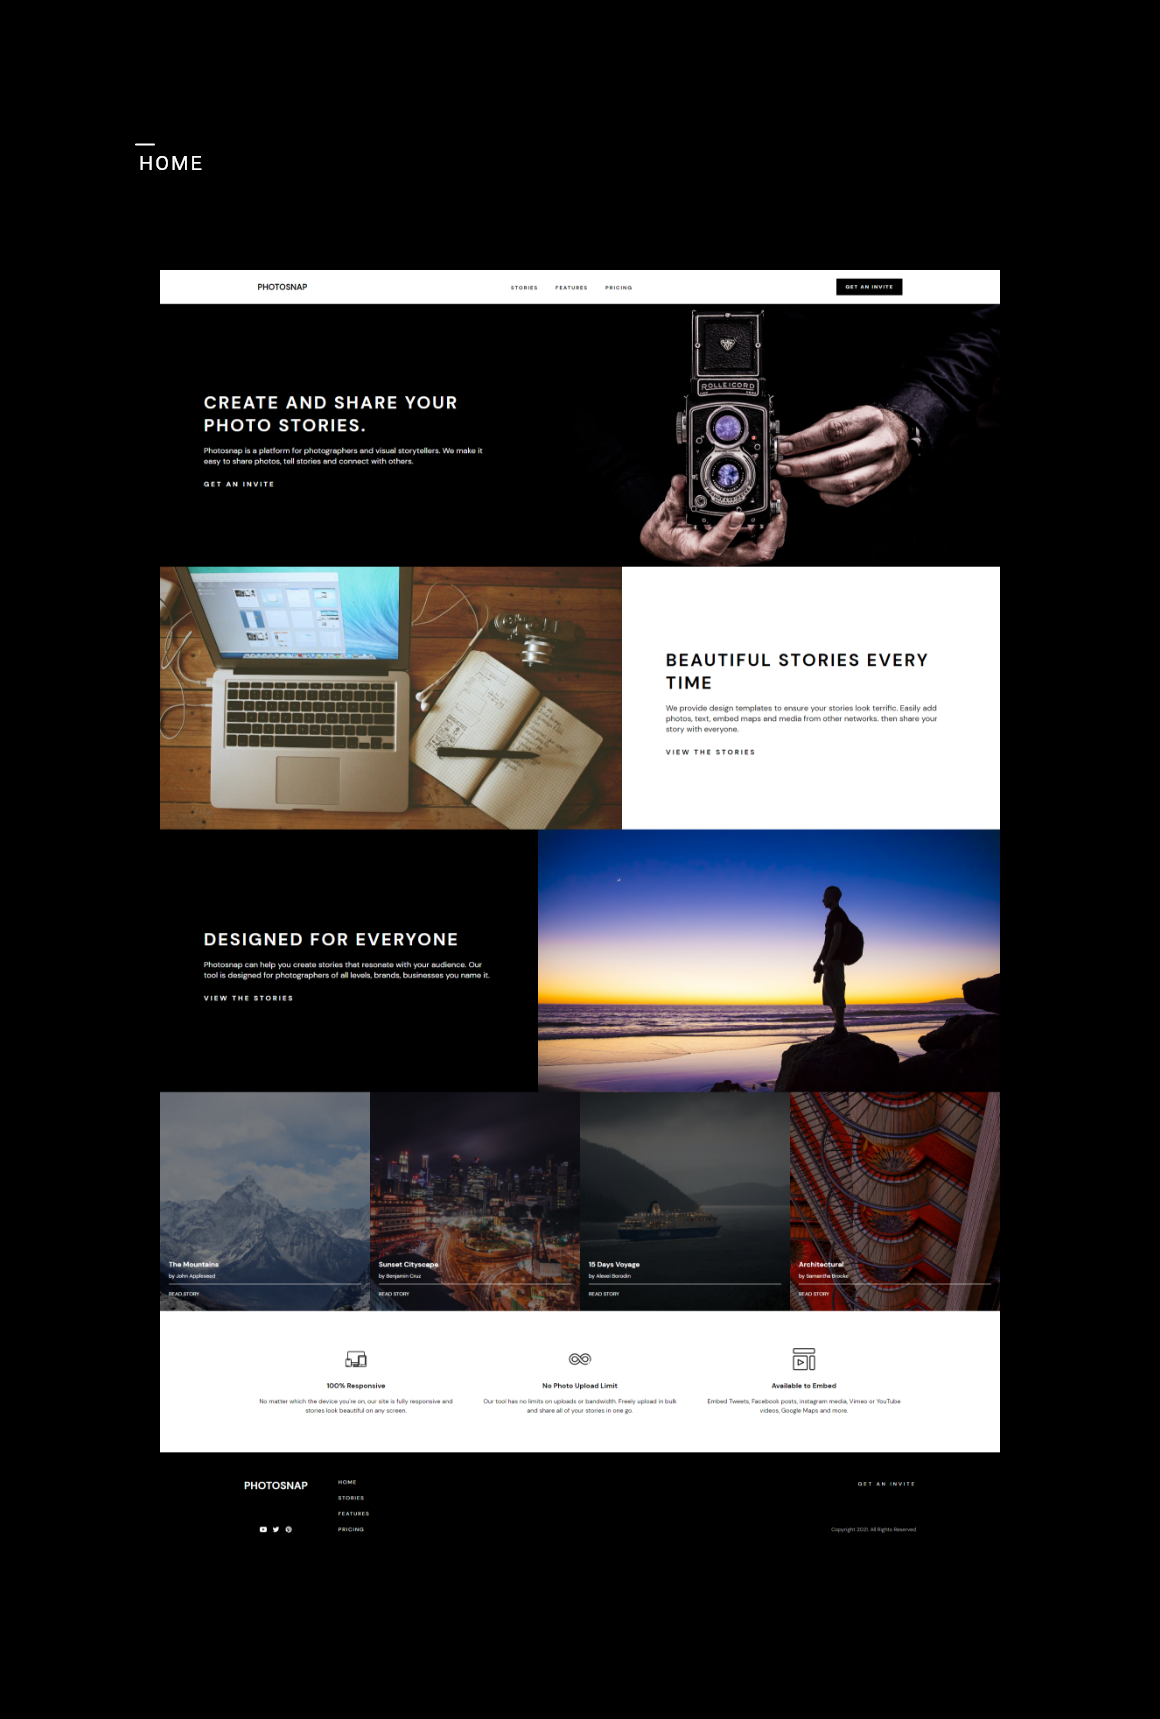 HOME
PHOTOSNAP
STORIES
FEATURES
PRICING
GET AN INVITE
ROLLEICORD
CREATE AND SHARE YOUR
PHOTO STORIES.
Photosnap is a platform for photographers and visual storytellers. We make it
easy to share photos, tell stories and connect with others.
GET AN INVITE
BEAUTIFUL STORIES EVERY
TIME
We provide design templates to ensure your stories look terrific. Easily add
photos, text, embed maps and media from other networks. then share your
story with everyone.
VIEW THE STORIES
DESIGNED FOR EVERYONE
Photosnap can help you create stories that resonate with your audience. Our
tool is designed for photographers of all levels, brands, businesses you name it.
VIEW THE STORIES
The Mountains
by John Appleseed
READ STORY
Sunset Cityscape
by Benjamin Cruz
READ STORY
15 Days Voyage
by Alexei Borodin
READ STORY
Architectural
by Samantha Brooke
READ STORY
100% Responsive
No matter which the device you're on, our site is fully responsive and
stories look beautiful on any screen.
No Photo Upload Limit
Our tool has no limits on uploads or bandwidth. Freely upload in bulk
and share all of your stories in one go.
Available to Embed
Embed Tweets, Facebook posts, Instagram media, Vimeo or YouTube
videos, Google Maps and more.
PHOTOSNAP
HOME
STORIES
FEATURES
PRICING
GET AN INVITE
Copyright 2021. All Rights Reserved